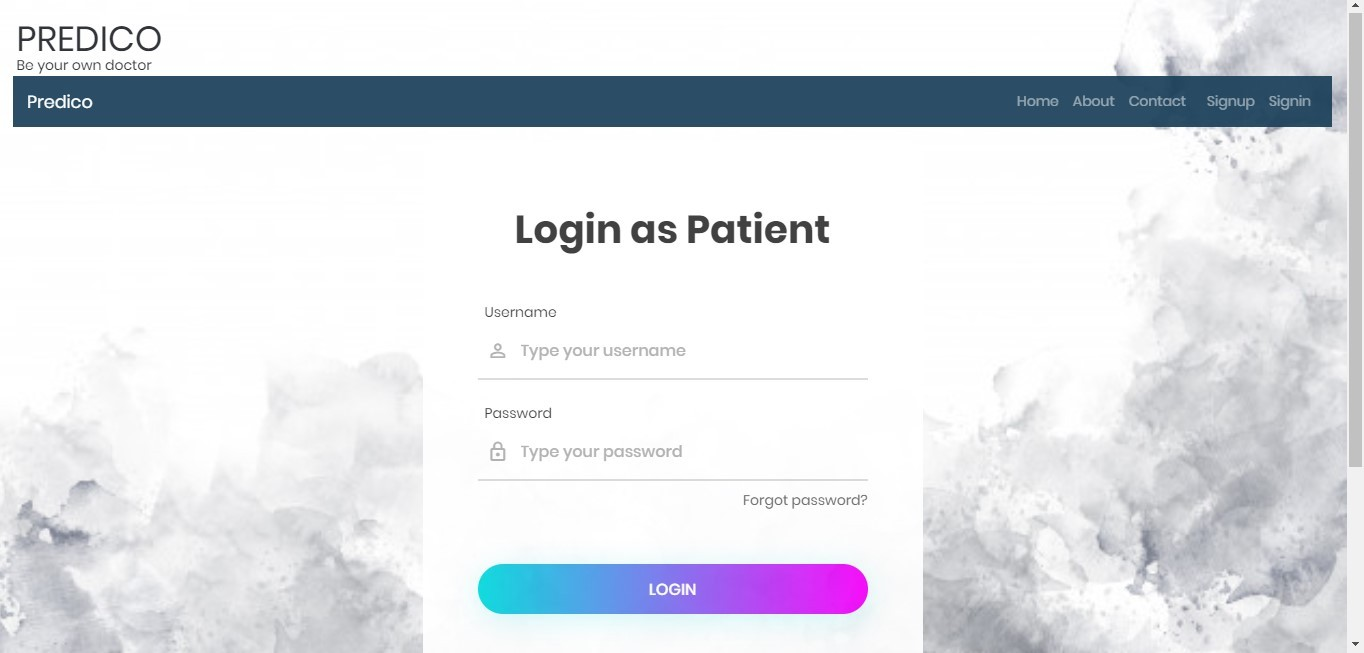 PREDICO
Be your own doctor
Predico Home About Contact Signup Signin
Login as Patient
Username
Type your username
Password
Type your password
Forgot password?
LOGIN